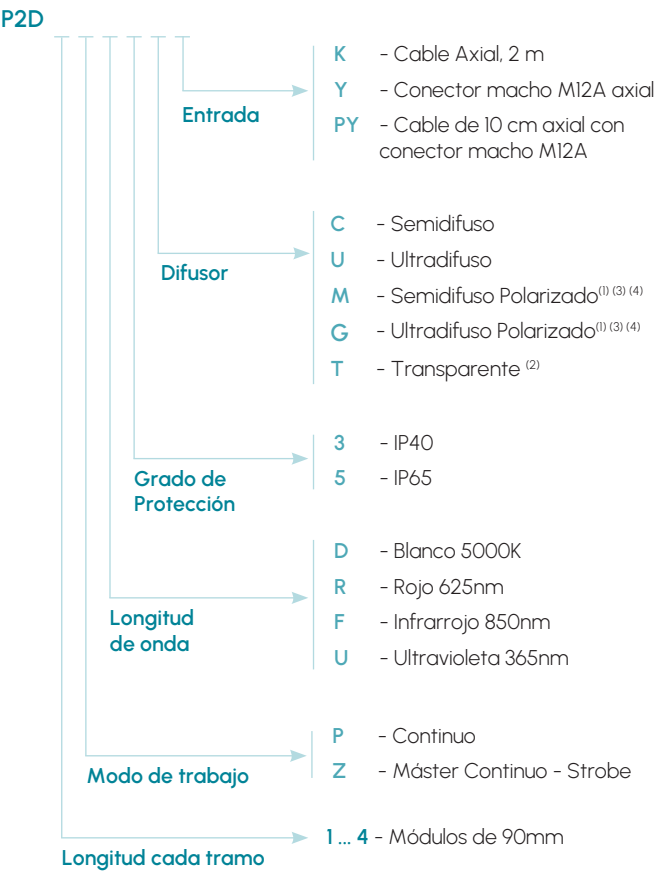 P2D
Entrada
K - Cable Axial, 2 m
Y - Conector macho M12A axial
PY - Cable de 10 cm axial con
conector macho M12A
Difusor
C - Semidifuso
U - Ultradifuso
M - Semidifuso Polarizado(1) (3) (4)
G - Ultradifuso Polarizado(1) (3) (4)
T - Transparente (2)
Grado de
Protección
3 - IP40
5 - IP65
Longitud
de onda
D - Blanco 5000K
R - Rojo 625nm
F - Infrarrojo 850nm
U - Ultravioleta 365nm
Modo de trabajo
P - Continuo
Z - Máster Continuo - Strobe
Longitud cada tramo
1 ... 4 - Módulos de 90mm